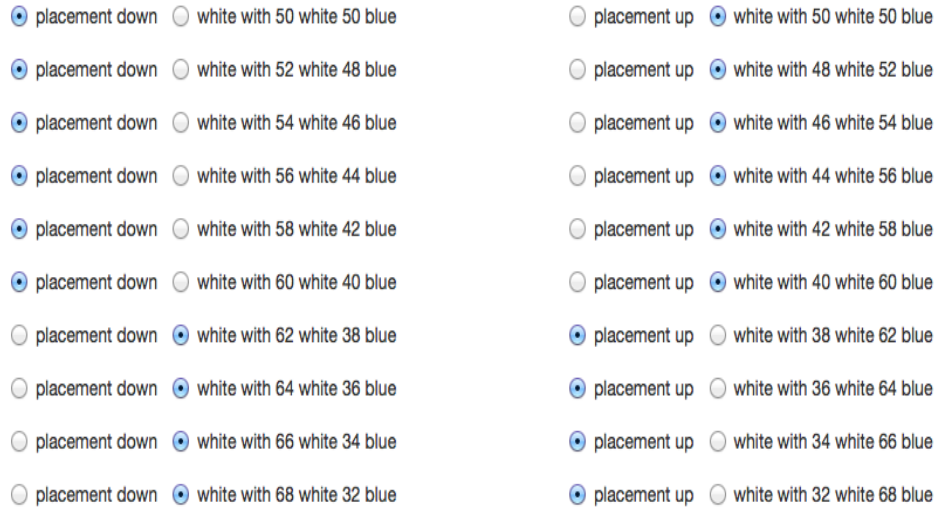 placement down white with 50 white 50 blue placement up white with 50 white 50 blue
placement down white with 52 white 48 blue placement up white with 48 white 52 blue
placement down white with 54 white 46 blue placement up white with 46 white 54 blue
placement down white with 56 white 44 blue placement up white with 44 white 56 blue
placement down white with 58 white 42 blue placement up white with 42 white 58 blue
placement down white with 60 white 40 blue placement up white with 40 white 60 blue
placement down white with 62 white 38 blue placement up white with 38 white 62 blue
placement down white with 64 white 36 blue placement up white with 36 white 64 blue
placement down white with 66 white 34 blue placement up white with 34 white 66 blue
placement down white with 68 white 32 blue placement up white with 32 white 68 blue